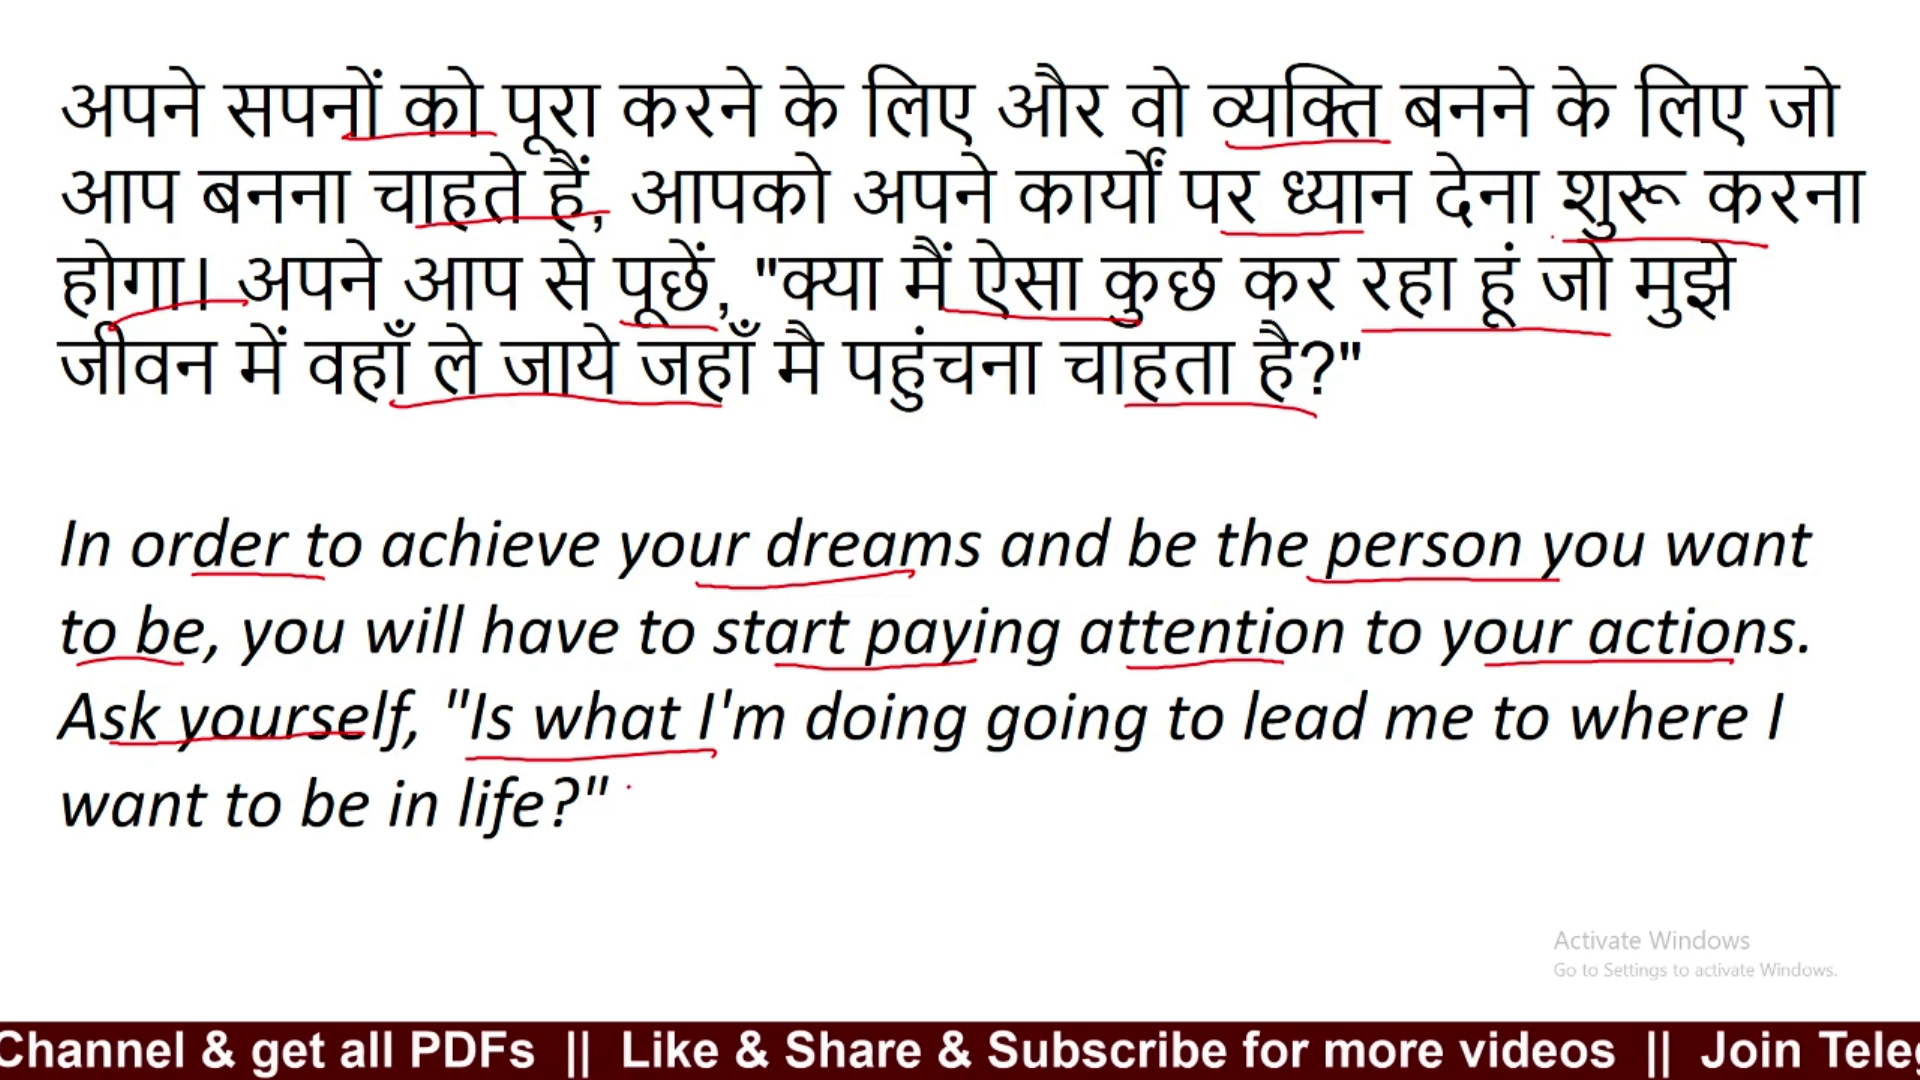 अपने सपनों को पूरा करने के लिए और वो व्यक्ति बनने के लिए जो
आप बनना चाहते हैं, आपको अपने कार्यों पर ध्यान देना शुरू करना
होगा। अपने आप से पूछें, "क्या मैं ऐसा कुछ कर रहा हूं जो मुझे
जीवन में वहाँ ले जाये जहाँ मै पहुंचना चाहता है?"
In order to achieve your dreams and be the person you want
to be, you will have to start paying attention to your actions.
Ask yourself, "Is what I'm doing going to lead me to where I
want to be in life?"
Activate Windows
Go to Settings to activate Windows.
Channel & get all PDFs || Like & Share & Subscribe for more videos || Join Teleg